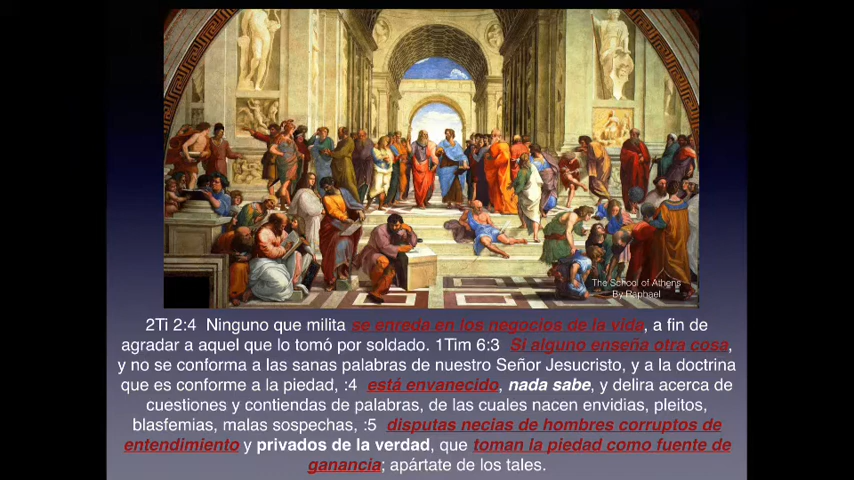 The School of Athens
By Raphael
2Ti 2:4 Ninguno que milita se enreda en los negocios de la vida, a fin de
agradar a aquel que lo tomó por soldado. 1Tim 6:3 Si alguno enseña otra cosa,
y no se conforma a las sanas palabras de nuestro Señor Jesucristo, y a la doctrina
que es conforme a la piedad, :4 está envanecido, nada sabe, y delira acerca de
cuestiones y contiendas de palabras, de las cuales nacen envidias, pleitos,
blasfemias, malas sospechas, :5 disputas necias de hombres corruptos de
entendimiento y privados de la verdad, que toman la piedad como fuente de
ganancia; apártate de los tales.